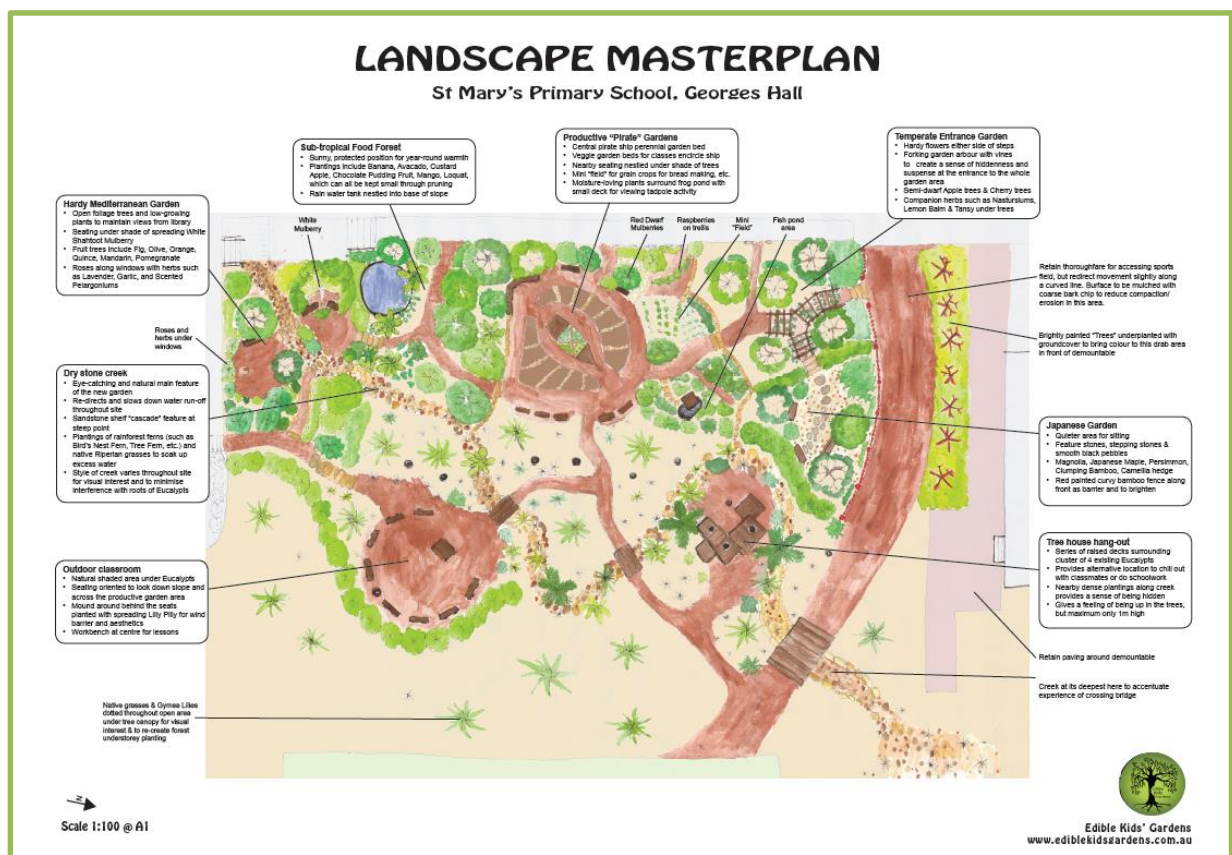 LANDSCAPE MASTERPLAN
St Mary's Primary School, Georges Hall
Sub-tropical Food Forest
• Sunny, protected position for year-round warmth
• Plantings include Banana, Avacado, Custard
Apple, Chocolate Pudding Fruit, Mango, Loquat,
which can all be kept small through pruning
• Rain water tank nestled into base of slope
Productive "Pirate" Gardens
• Central pirate ship perennial garden bed
• Veggie garden beds for classes encircle ship
• Nearby seating nestled under shade of trees
• Mini "field" for grain crops for bread making, etc.
• Moisture-loving plants surround frog pond with
small deck for viewing tadpole activity
Temperate Entrance Garden
• Hardy flowers either side of steps
• Forking garden arbour with vines
to create a sense of hiddenness and
suspense at the entrance to the whole
garden area
• Semi-dwarf Apple trees & Cherry trees
• Companion herbs such as Nastursiums,
Lemon Balm & Tansy under trees
Hardy Mediterranean Garden
• Open foliage trees and low-growing
plants to maintain views from library
• Seating under shade of spreading White
Shahtoot Mulberry
• Fruit trees include Fig, Olive, Orange,
Quince, Mandarin, Pomegranate
• Roses along windows with herbs such
as Lavender, Garlic, and Scented
Pelargoniums
White
Mulberry
Red Dwarf
Mulberries
Raspberries
on trellis
Mini
"Field"
Fish pond
area
Retain thoroughfare for accessing sports
field, but redirect movement slightly along
a curved line. Surface to be mulched with
coarse bark chip to reduce compaction/
erosion in this area.
Roses and
herbs under
windows
Brightly painted "Trees" underplanted with
groundcover to bring colour to this drab area
in front of demountable
Dry stone creek
• Eye-catching and natural main feature
of the new garden
• Re-directs and slows down water run-off
throughout site
• Sandstone shelf "cascade" feature at
steep point
• Plantings of rainforest ferns (such as
Bird's Nest Fern, Tree Fern, etc.) and
native Riperian grasses to soak up
excess water
• Style of creek varies throughout site
for visual interest and to minimise
interference with roots of Eucalypts
Japanese Garden
• Quieter area for sitting
• Feature stones, stepping stones &
smooth black pebbles
• Magnolia, Japanese Maple, Persimmon,
Clumping Bamboo, Camellia hedge
• Red painted curvy bamboo fence along
front as barrier and to brighten
Outdoor classroom
• Natural shaded area under Eucalypts
• Seating oriented to look down slope and
across the productive garden area
• Mound around behind the seats
planted with spreading Lilly Pilly for wind
barrier and aesthetics
• Workbench at centre for lessons
Tree house hang-out
• Series of raised decks surrounding
cluster of 4 existing Eucalypts
• Provides alternative location to chill out
with classmates or do schoolwork
• Nearby dense plantings along creek
provides a sense of being hidden
• Gives a feeling of being up in the trees,
but maximum only 1m high
Retain paving around demountable
Creek at its deepest here to accentuate
experience of crossing bridge
Native grasses & Gymea Lilies
dotted throughout open area
under tree canopy for visual
interest & to re-create forest
understorey planting
N
Scale 1:100 @ A1
Edible Kids' Gardens
www.ediblekidsgardens.com.au